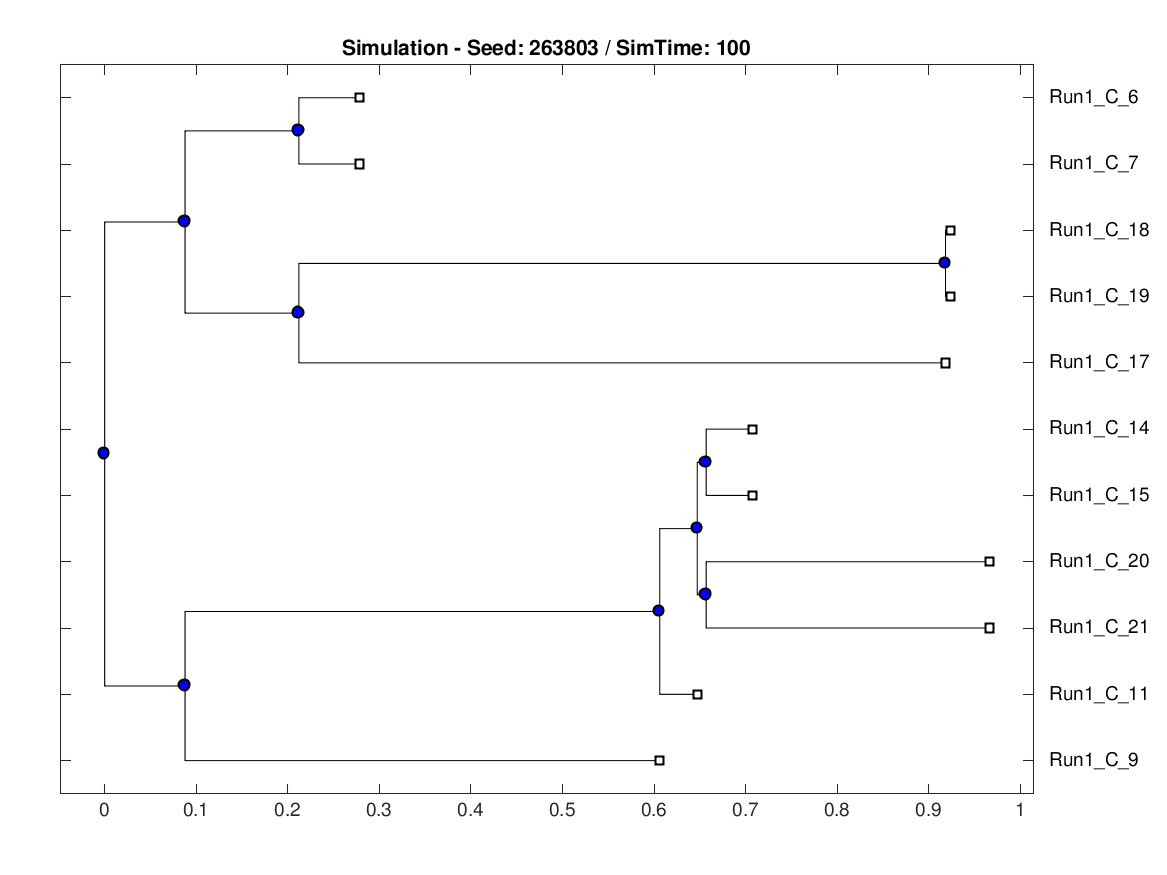 Simulation - Seed: 263803 / SimTime: 100
Run1_C_6
Run1_C_7
Run1_C_18
Run1_C_19
Run1_C_17
Run1_C_14
Run1_C_15
Run1_C_20
Run1_C_21
Run1_C_11
Run1_C_9
0 0.1 0.2 0.3 0.4 0.5 0.6 0.7 0.8 0.9 1